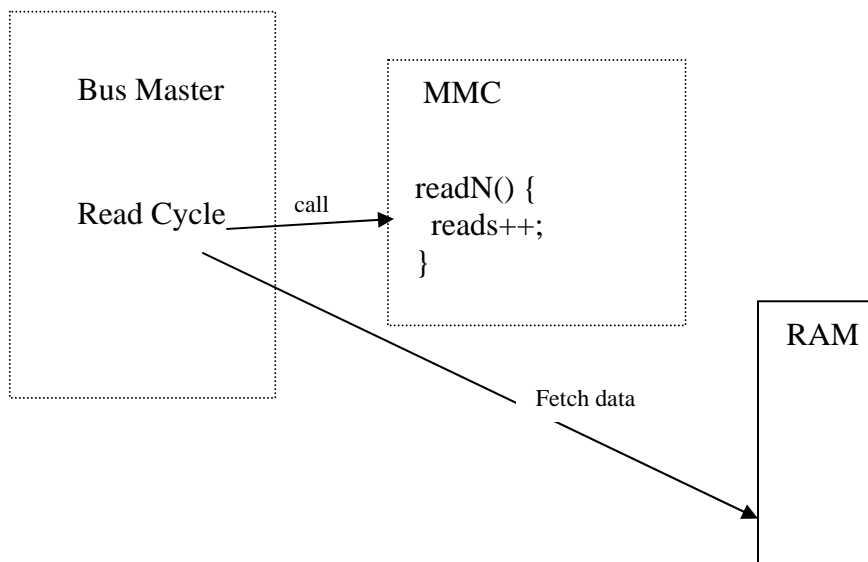 Bus Master
MMC
readN() {
Read Cycle
call
reads++;
}
RAM
Fetch data